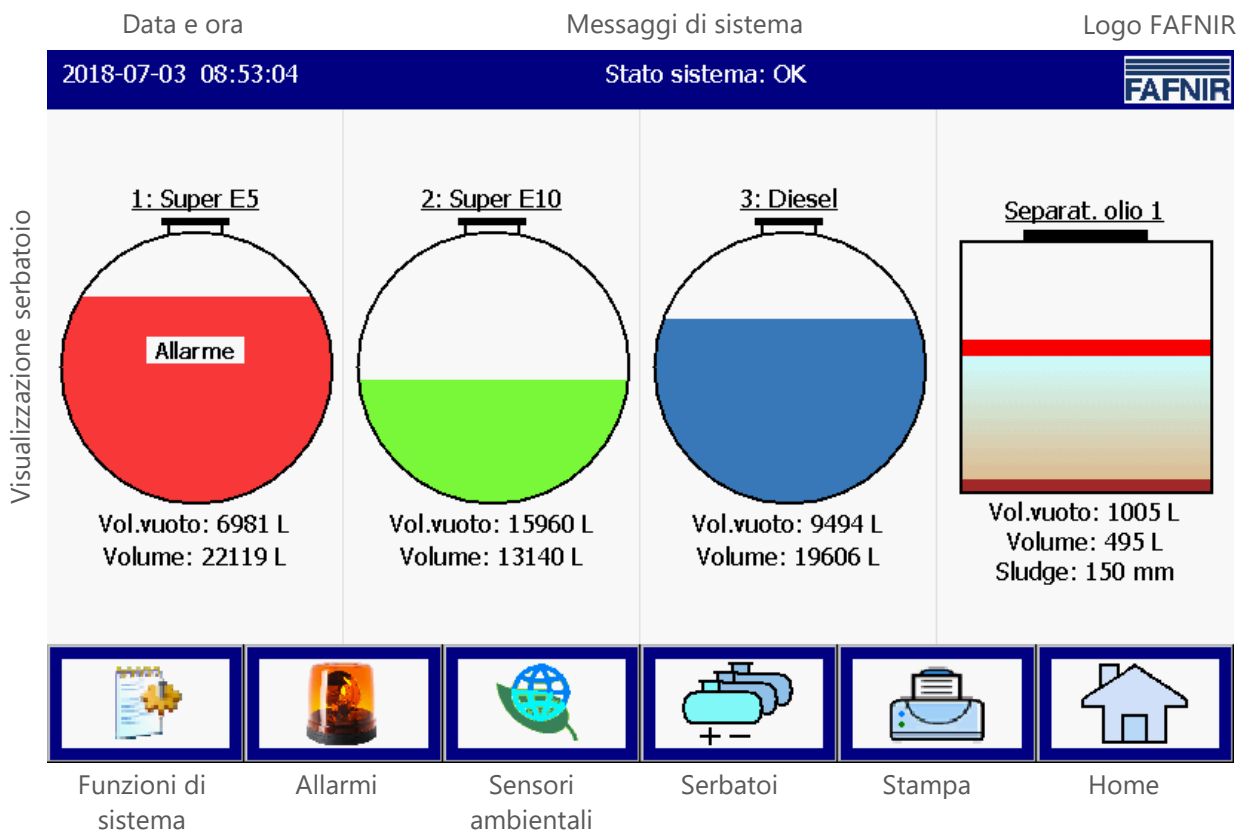 Data e ora
Messaggi di sistema
Logo FAFNIR
2018-07-03 08:53:04
Stato sistema: OK
FAFNIR
Visualizzazione serbatoio
1: Super E5
2: Super E10
3: Diesel
Separat. olio 1
Allarme
Vol.vuoto: 6981 L
Volume: 22119 L
Vol.vuoto: 15960 L
Volume: 13140 L
Vol.vuoto: 9494 L
Volume: 19606 L
Vol.vuoto: 1005 L
Volume: 495 L
Sludge: 150 mm
Funzioni di
sistema
Allarmi
Sensori
ambientali
Serbatoi
Stampa
Home